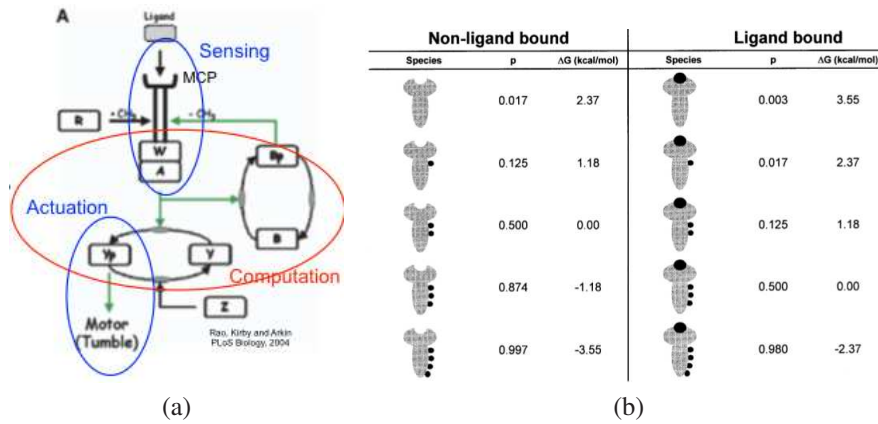 A
Ligand
Sensing
MCP
R
+ CH3
- CH3
W
A
Bp
Actuation
B
Yp
Y
Computation
Z
Motor
(Tumble)
Rao, Kirby and Arkin
PLoS Biology, 2004
(a)
Non-ligand bound Ligand bound
Species p ΔG (kcal/mol) Species p ΔG (kcal/mol)
0.017 2.37 0.003 3.55
0.125 1.18 0.017 2.37
0.500 0.00 0.125 1.18
0.874 -1.18 0.500 0.00
0.997 -3.55 0.980 -2.37
(b)